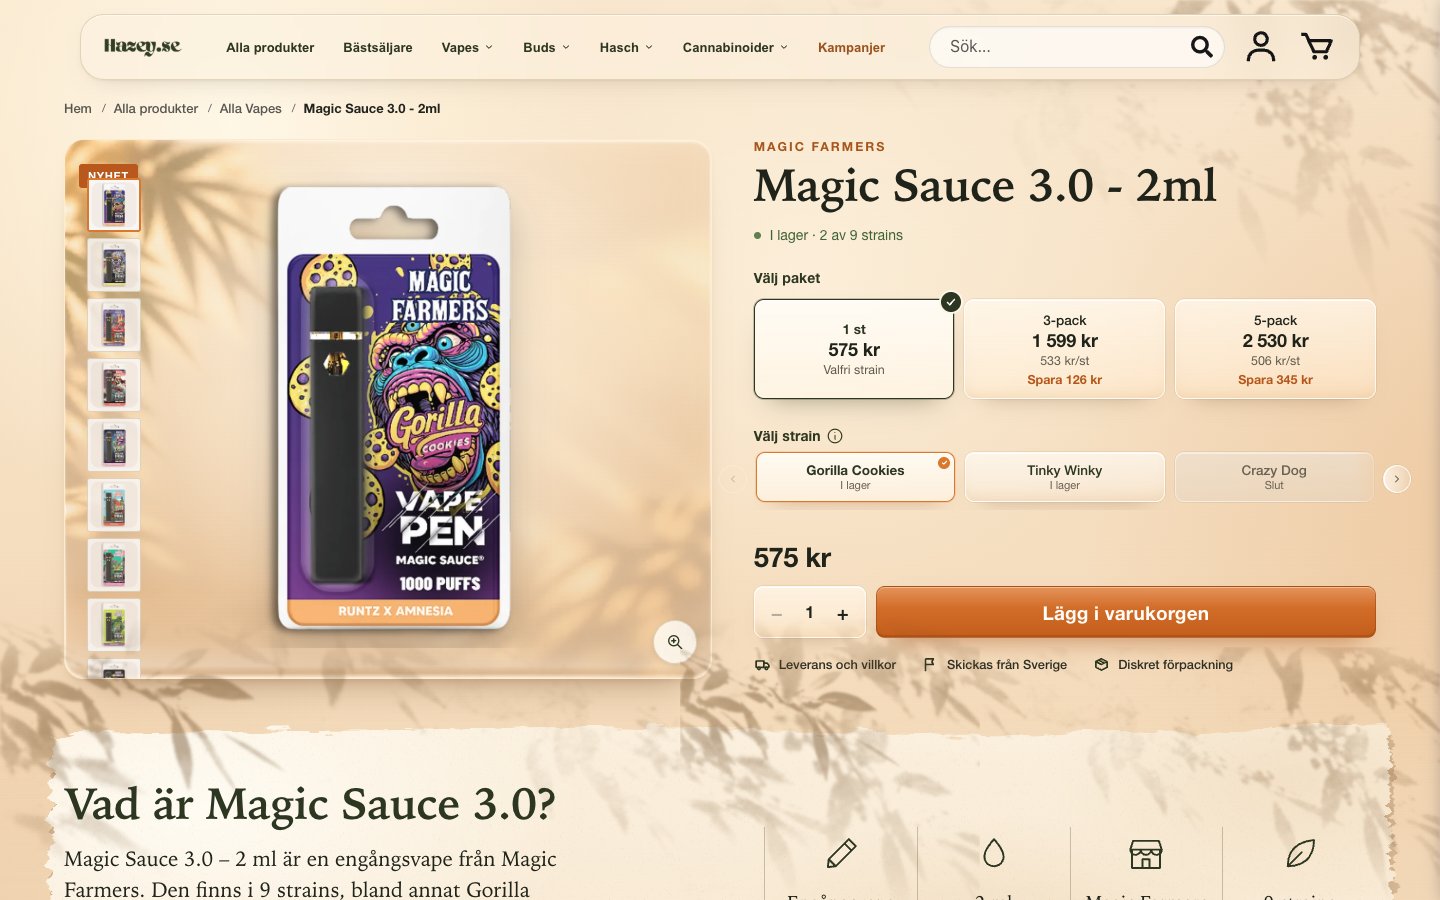 Hazey.se
Alla produkter
Bästsäljare
Vapes
Buds
Hasch
Cannabinoider
Kampanjer
Sök...
Hem / Alla produkter / Alla Vapes / Magic Sauce 3.0 - 2ml
NYHET
MAGIC
FARMERS
Gorilla
COOKIES
VAPE
PEN
MAGIC SAUCE®
1000 PUFFS
RUNTZ X AMNESIA
MAGIC FARMERS
Magic Sauce 3.0 - 2ml
I lager · 2 av 9 strains
Välj paket
1 st
575 kr
Valfri strain
3-pack
1 599 kr
533 kr/st
Spara 126 kr
5-pack
2 530 kr
506 kr/st
Spara 345 kr
Välj strain
Gorilla Cookies
I lager
Tinky Winky
I lager
Crazy Dog
Slut
575 kr
− 1 +
Lägg i varukorgen
Leverans och villkor
Skickas från Sverige
Diskret förpackning
Vad är Magic Sauce 3.0?
Magic Sauce 3.0 – 2 ml är en engångsvape från Magic
Farmers. Den finns i 9 strains, bland annat Gorilla